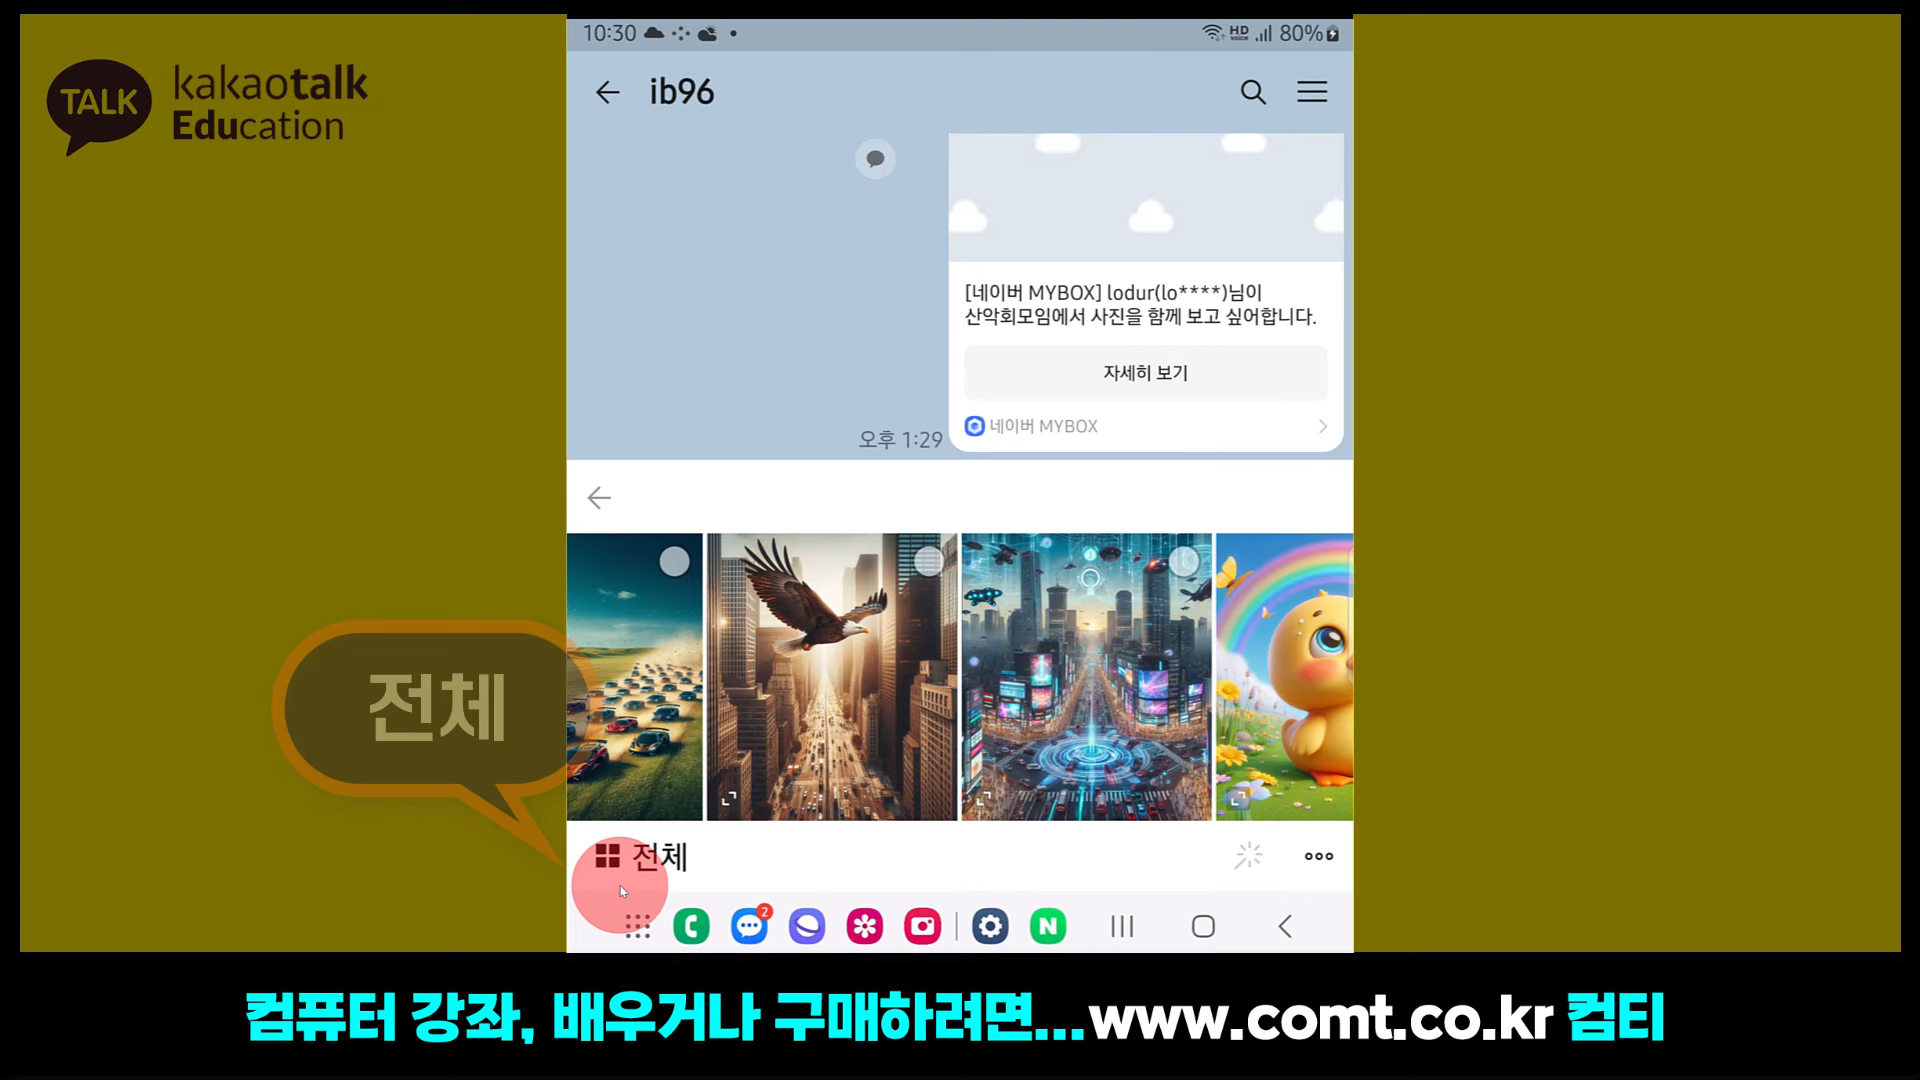 10:30
HD voice 80%
TALK
kakaotalk
Education
ib96
[네이버 MYBOX] lodur(lo****)님이
산악회모임에서 사진을 함께 보고 싶어합니다.
자세히 보기
네이버 MYBOX
오후 1:29
전체
전체
2
N
컴퓨터 강좌, 배우거나 구매하려면...www.comt.co.kr 컴티